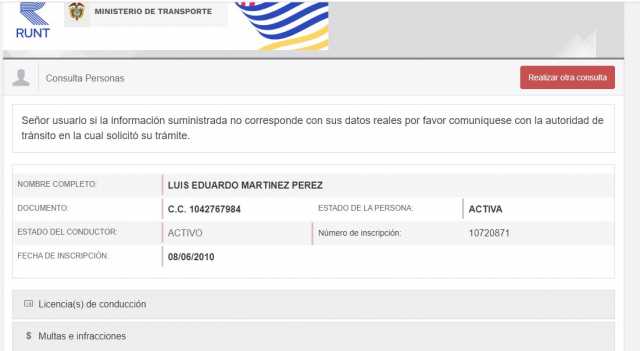 RUNT
MINISTERIO DE TRANSPORTE
Consulta Personas
Realizar otra consulta
Señor usuario si la información suministrada no corresponde con sus datos reales por favor comuníquese con la autoridad de
tránsito en la cual solicitó su trámite.
NOMBRE COMPLETO: LUIS EDUARDO MARTINEZ PEREZ
DOCUMENTO: C.C. 1042767984 ESTADO DE LA PERSONA: ACTIVA
ESTADO DEL CONDUCTOR: ACTIVO Número de inscripción: 10720871
FECHA DE INSCRIPCIÓN: 08/06/2010
Licencia(s) de conducción
$ Multas e infracciones